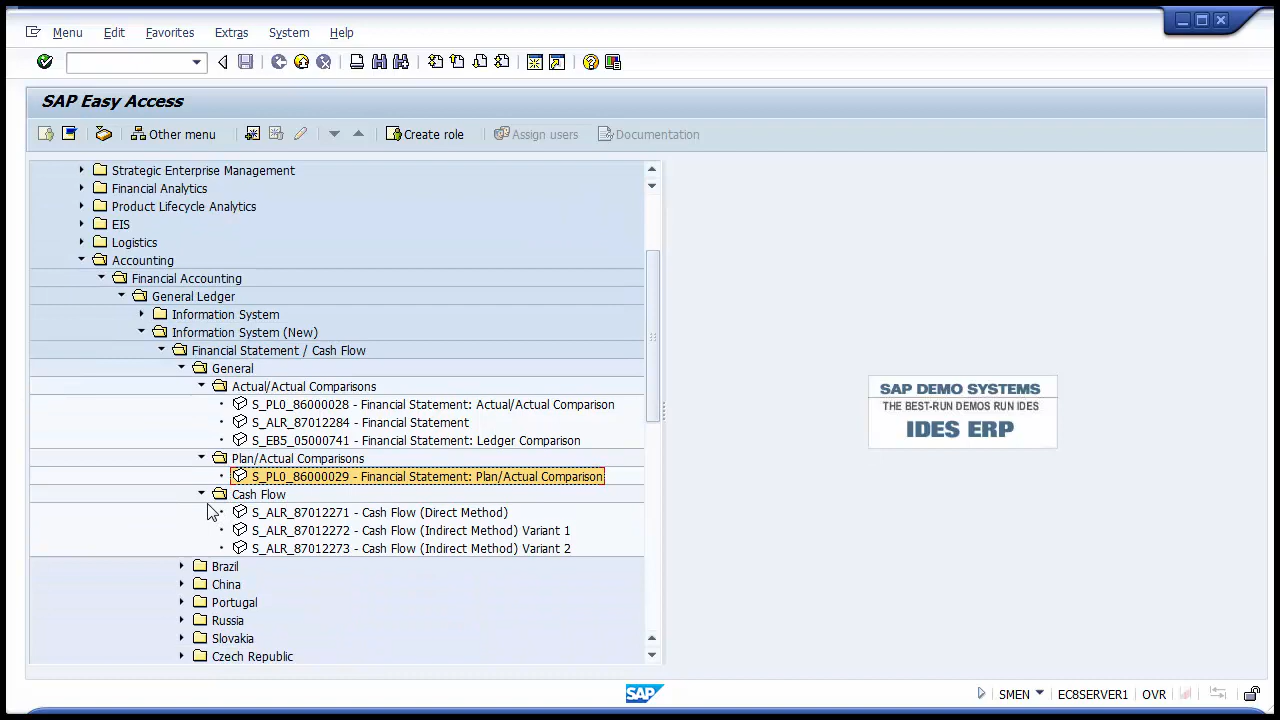 Menu Edit Favorites Extras System Help
SAP Easy Access
Other menu Create role Assign users Documentation
Strategic Enterprise Management
Financial Analytics
Product Lifecycle Analytics
EIS
Logistics
Accounting
Financial Accounting
General Ledger
Information System
Information System (New)
Financial Statement / Cash Flow
General
Actual/Actual Comparisons
S_PL0_86000028 - Financial Statement: Actual/Actual Comparison
S_ALR_87012284 - Financial Statement
S_E35_15000741 - Financial Statement: Ledger Comparison
Plan/Actual Comparisons
S_PL0_86000029 - Financial Statement: Plan/Actual Comparison
Cash Flow
S_ALR_87012271 - Cash Flow (Direct Method)
S_ALR_87012272 - Cash Flow (Indirect Method) Variant 1
S_ALR_87012273 - Cash Flow (Indirect Method) Variant 2
Brazil
China
Portugal
Russia
Slovakia
Czech Republic
SAP DEMO SYSTEMS
THE BEST-RUN DEMOS RUN IDES
IDES ERP
SAP
SMEN EC8SERVER1 OVR